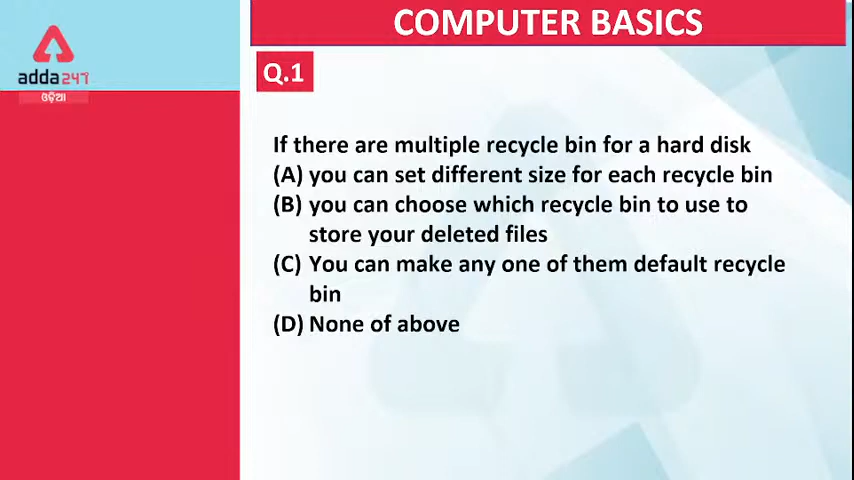 COMPUTER BASICS
adda247
ଓଡ଼ିଆ
Q.1
If there are multiple recycle bin for a hard disk
(A) you can set different size for each recycle bin
(B) you can choose which recycle bin to use to
store your deleted files
(C) You can make any one of them default recycle
bin
(D) None of above